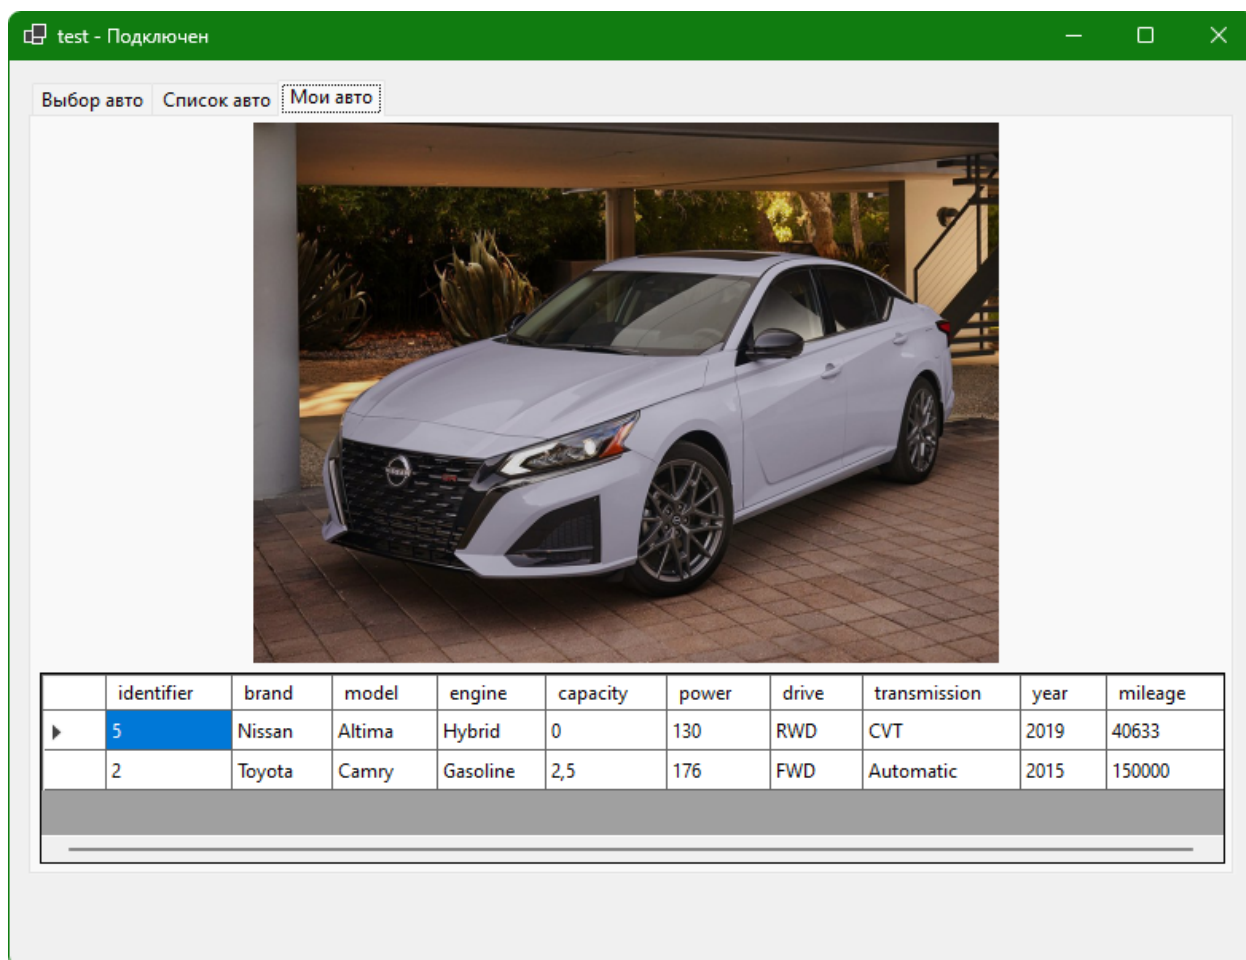 test - Подключен
Выбор авто Список авто Мои авто
NISSAN
identifier brand model engine capacity power drive transmission year mileage
5 Nissan Altima Hybrid 0 130 RWD CVT 2019 40633
2 Toyota Camry Gasoline 2,5 176 FWD Automatic 2015 150000